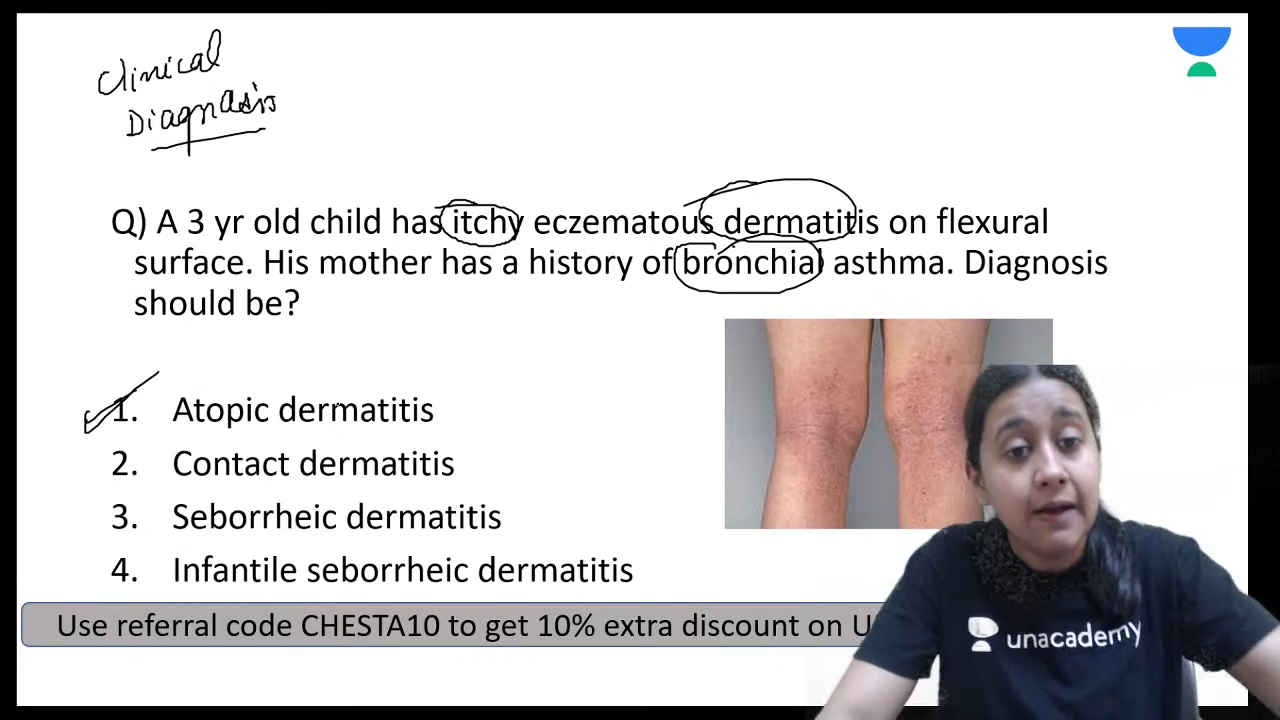 Clinical
Diagnosis
Q) A 3 yr old child has itchy eczematous dermatitis on flexural
surface. His mother has a history of bronchial asthma. Diagnosis
should be?
1. Atopic dermatitis
2. Contact dermatitis
3. Seborrheic dermatitis
4. Infantile seborrheic dermatitis
Use referral code CHESTA10 to get 10% extra discount on
unacademy